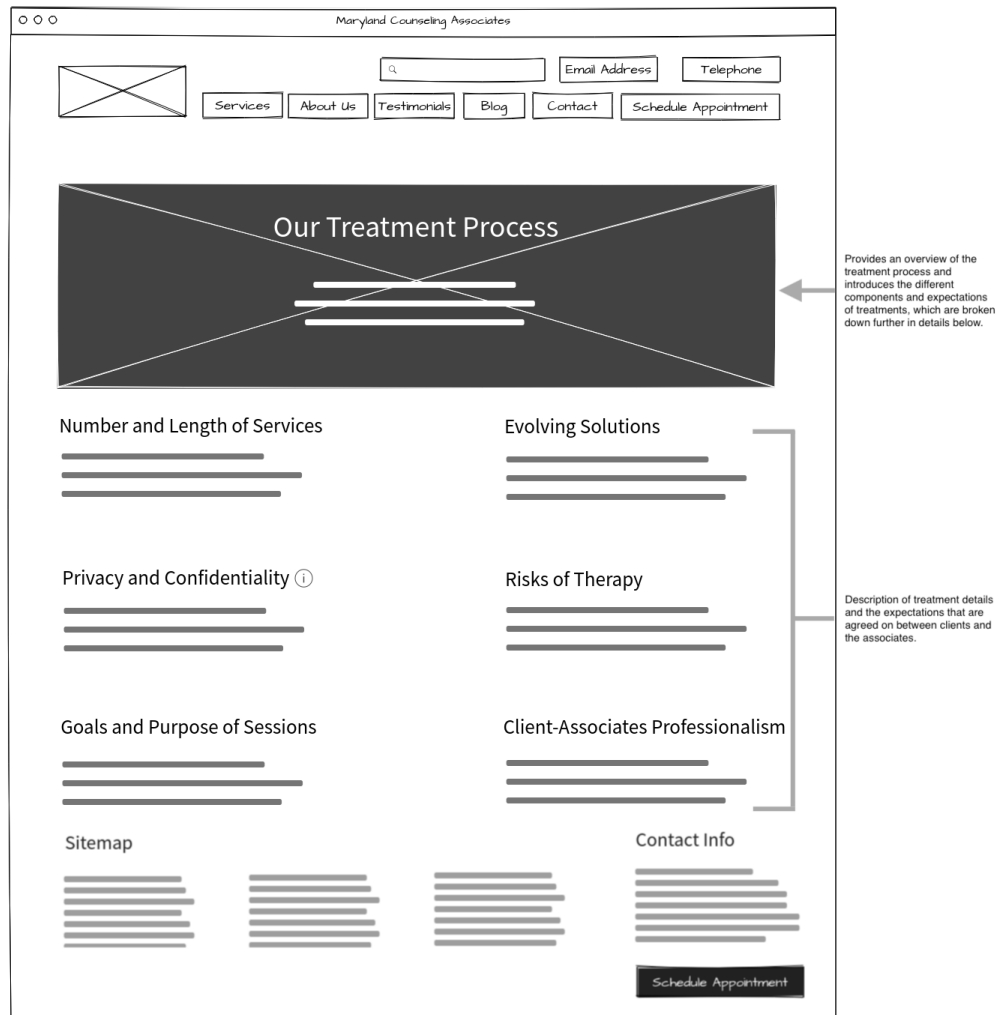 Maryland Counseling Associates
Email Address
Telephone
Services
About Us
Testimonials
Blog
Contact
Schedule Appointment
Our Treatment Process
Provides an overview of the
treatment process and
introduces the different
components and expectations
of treatments, which are broken
down further in details below.
Number and Length of Services
Evolving Solutions
Privacy and Confidentiality i
Risks of Therapy
Description of treatment details
and the expectations that are
agreed on between clients and
the associates.
Goals and Purpose of Sessions
Client-Associates Professionalism
Sitemap
Contact Info
Schedule Appointment